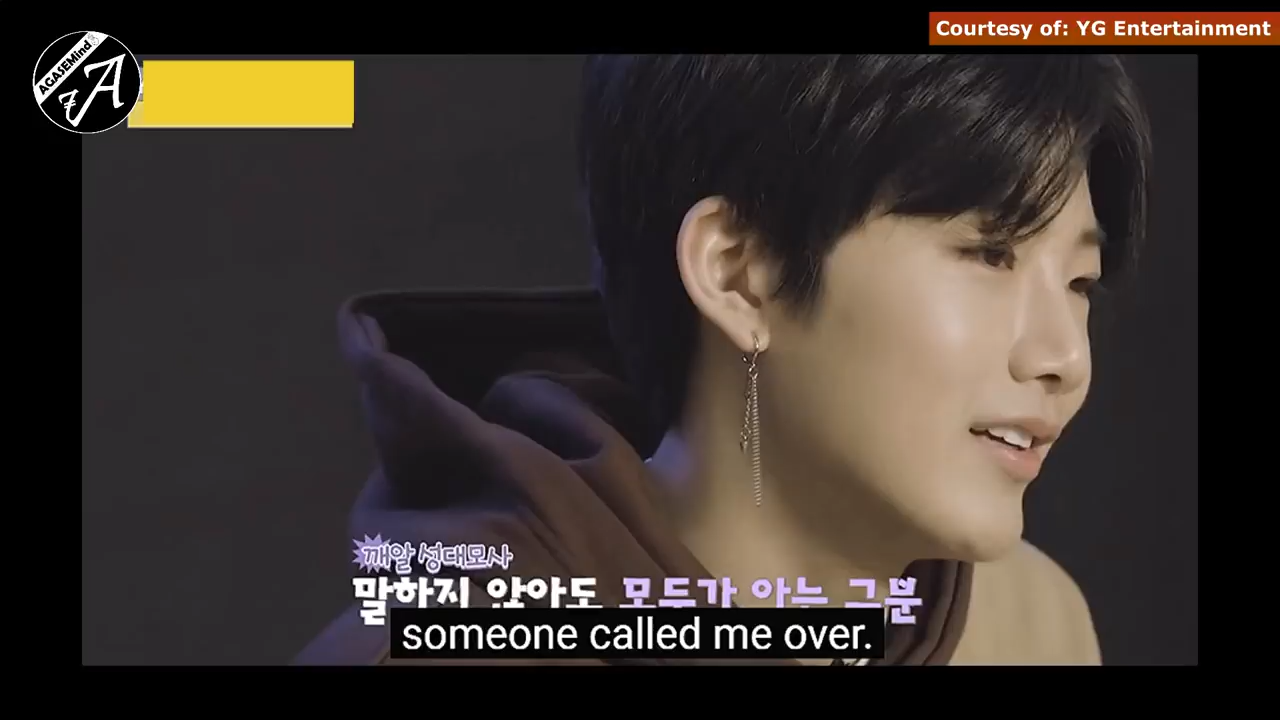 Courtesy of: YG Entertainment
AGASEMind
A
깨알 성대모사
말하지 않아도 모두가 아는 그분
someone called me over.